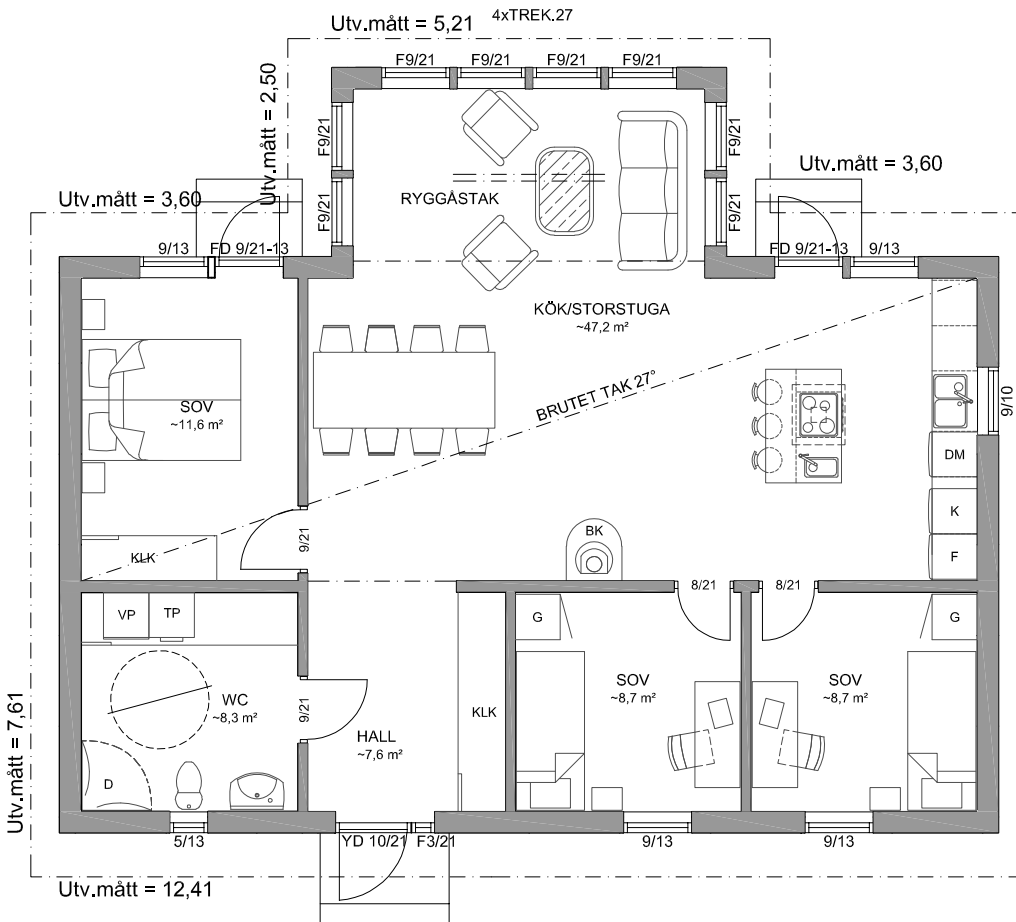 Utv.mått = 5,21
4xTREK.27
F9/21
F9/21
F9/21
F9/21
Utv.mått = 2,50
F9/21
F9/21
F9/21
F9/21
RYGGÅSTAK
Utv.mått = 3,60
Utv.mått = 3,60
9/13
FD 9/21-13
FD 9/21-13
9/13
KÖK/STORSTUGA
~47,2 m²
BRUTET TAK 27°
SOV
~11,6 m²
9/10
DM
K
F
BK
KLK
9/21
8/21
8/21
VP
TP
G
G
WC
~8,3 m²
9/21
HALL
~7,6 m²
KLK
SOV
~8,7 m²
SOV
~8,7 m²
D
Utv.mått = 7,61
5/13
YD 10/21
F3/21
9/13
9/13
Utv.mått = 12,41